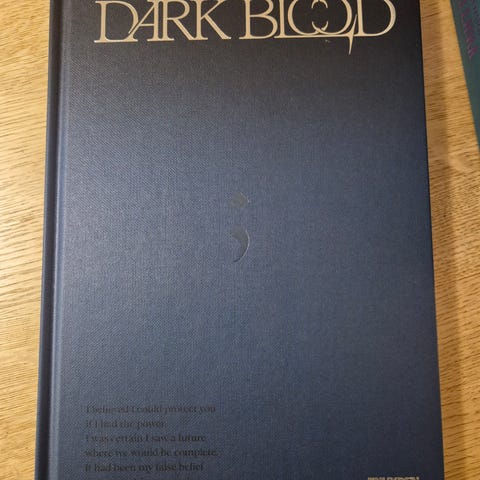 DARK BLOOD
;
I believed I could protect you
if I had the power.
I was certain I saw a future
where we would be complete.
It had been my false belief